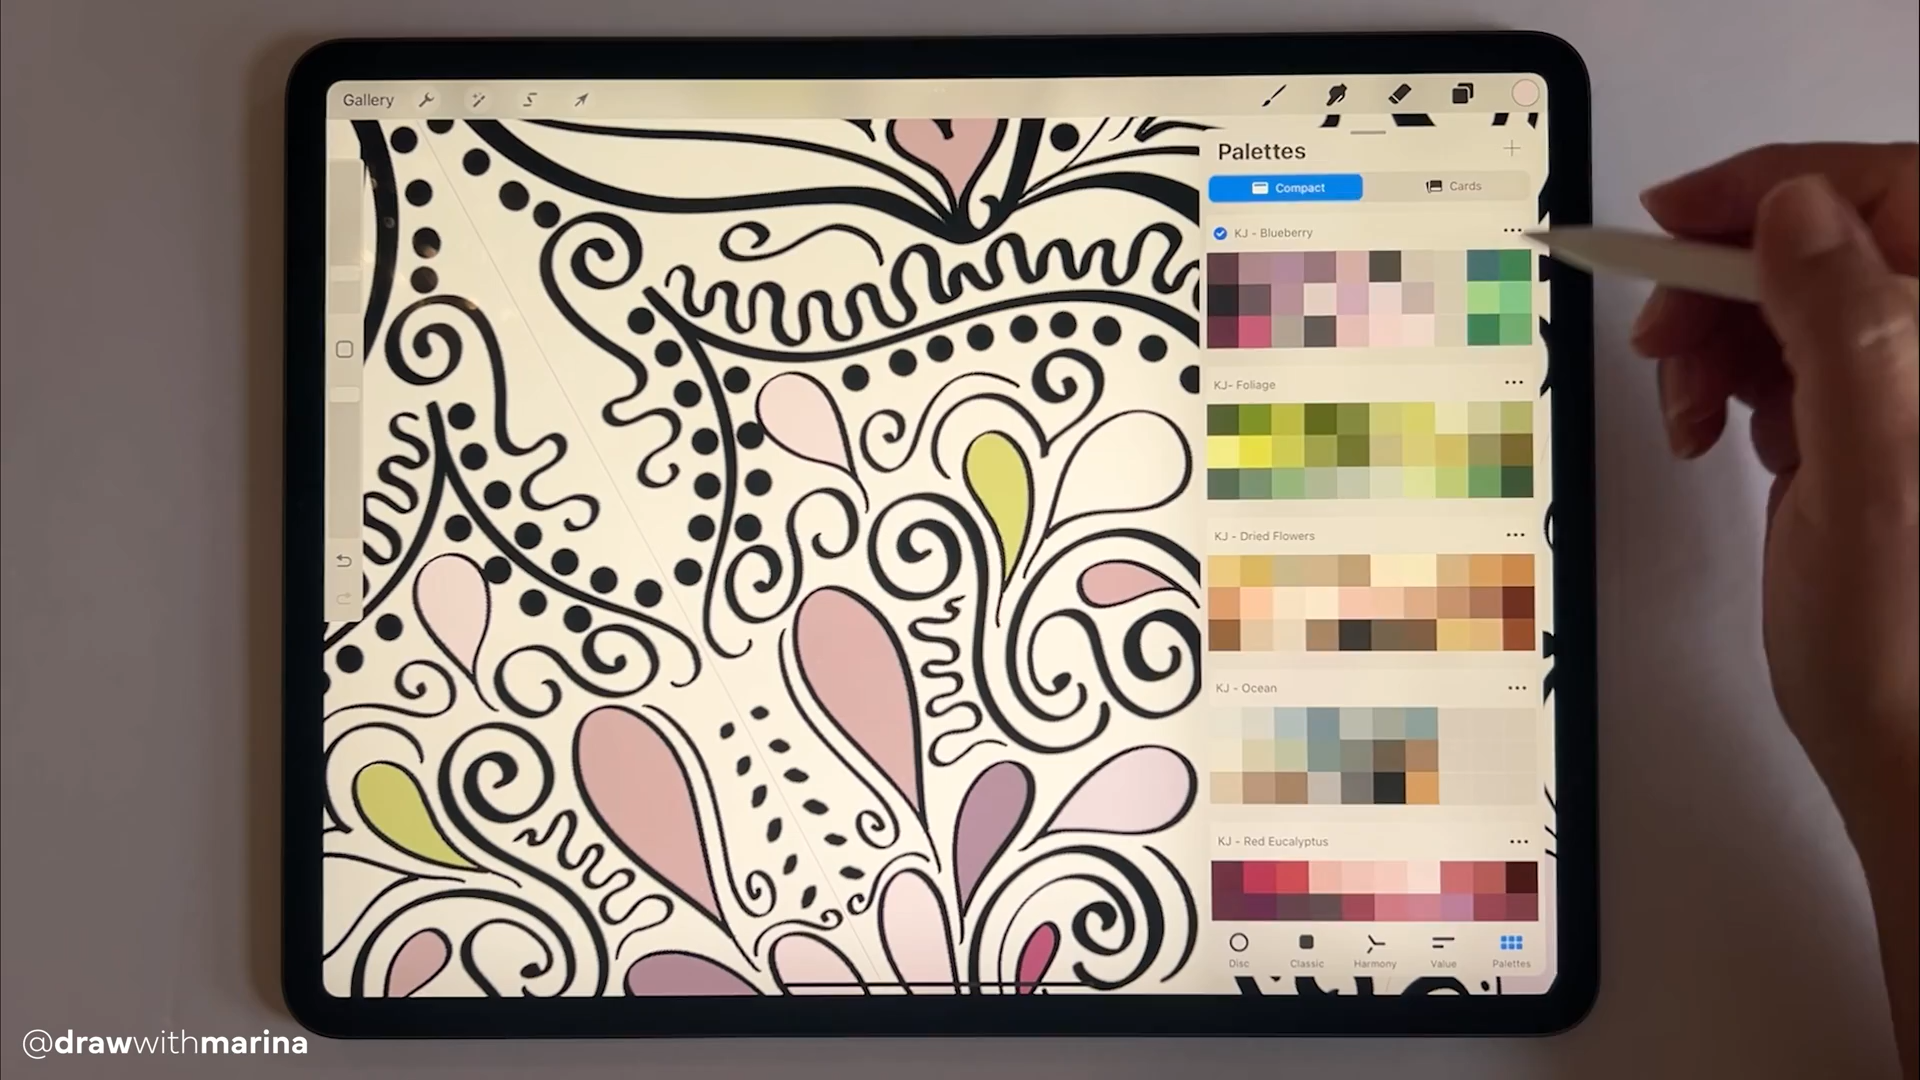 Gallery
Palettes
Compact
Cards
KJ - Blueberry
KJ- Foliage
KJ - Dried Flowers
KJ - Ocean
KJ - Red Eucalyptus
Disc
Classic
Harmony
Value
Palettes
@drawwithmarina